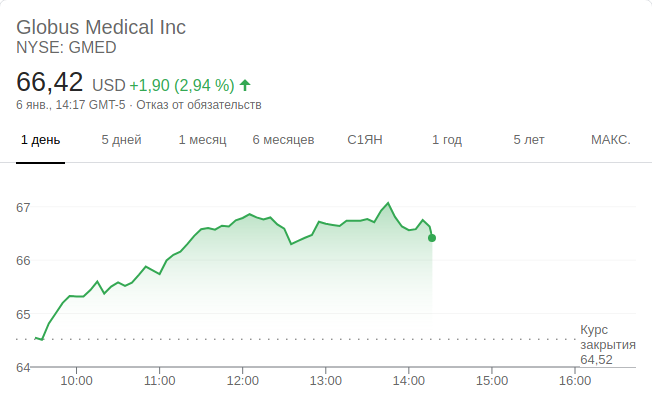 Globus Medical Inc
NYSE: GMED
66,42 USD +1,90 (2,94 %)
6 янв., 14:17 GMT-5 · Отказ от обязательств
1 день 5 дней 1 месяц 6 месяцев С1ЯН 1 год 5 лет МАКС.
67
66
65
64
Курс
закрытия
64,52
10:00 11:00 12:00 13:00 14:00 15:00 16:00